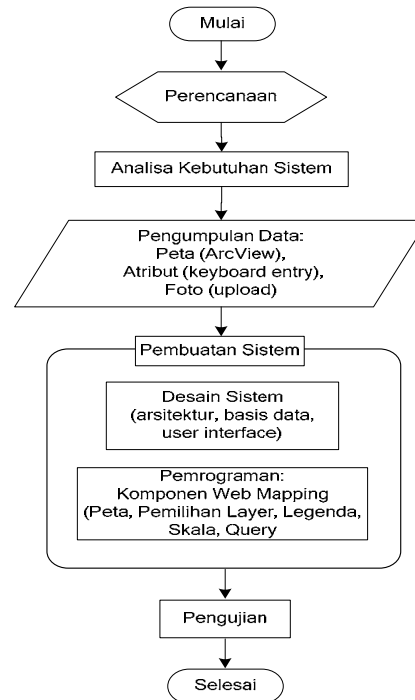 Mulai
Perencanaan
Analisa Kebutuhan Sistem
Pengumpulan Data:
Peta (ArcView),
Atribut (keyboard entry),
Foto (upload)
Pembuatan Sistem
Desain Sistem
(arsitektur, basis data,
user interface)
Pemrograman:
Komponen Web Mapping
(Peta, Pemilihan Layer, Legenda,
Skala, Query
Pengujian
Selesai